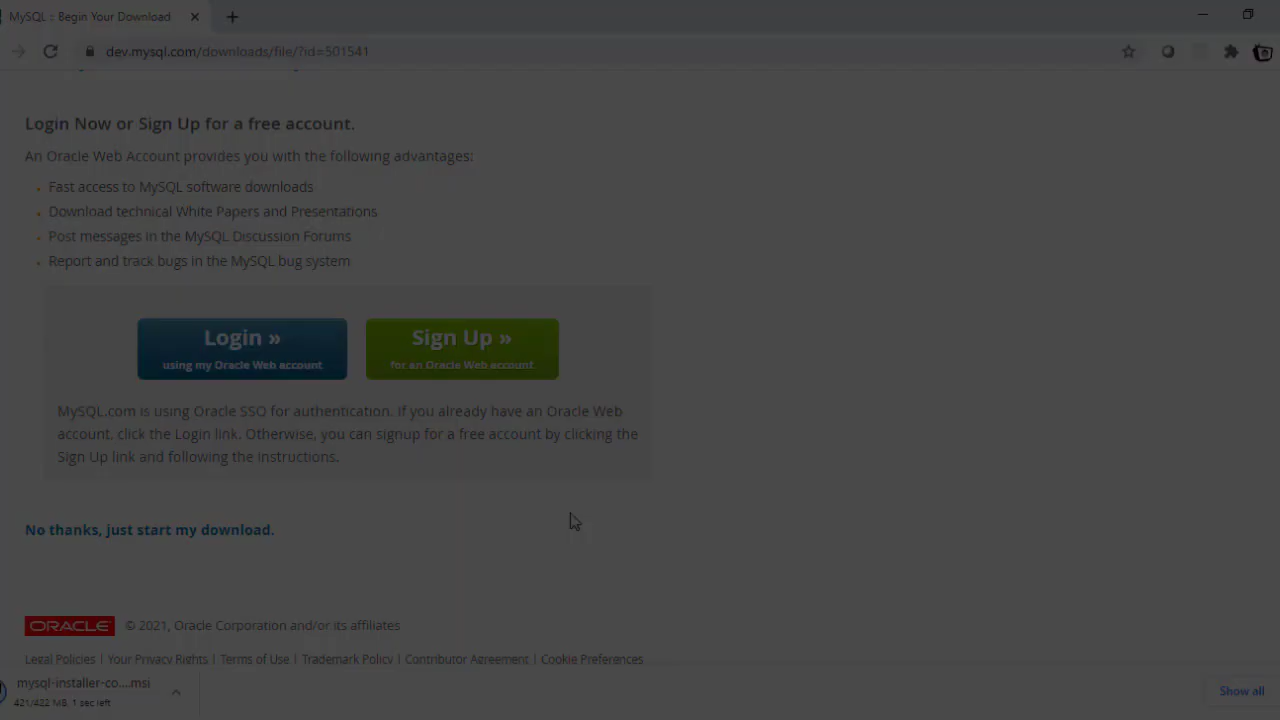 MySQL :: Begin Your Download
dev.mysql.com/downloads/file/?id=501541
Login Now or Sign Up for a free account.
An Oracle Web Account provides you with the following advantages:
Fast access to MySQL software downloads
Download technical White Papers and Presentations
Post messages in the MySQL Discussion Forums
Report and track bugs in the MySQL bug system
Login »
using my Oracle Web account
Sign Up »
for an Oracle Web account
MySQL.com is using Oracle SSO for authentication. If you already have an Oracle Web
account, click the Login link. Otherwise, you can signup for a free account by clicking the
Sign Up link and following the instructions.
No thanks, just start my download.
ORACLE © 2021, Oracle Corporation and/or its affiliates
Legal Policies | Your Privacy Rights | Terms of Use | Trademark Policy | Contributor Agreement | Cookie Preferences
mysql-installer-co....msi
421/422 MB, 1 sec left
Show all